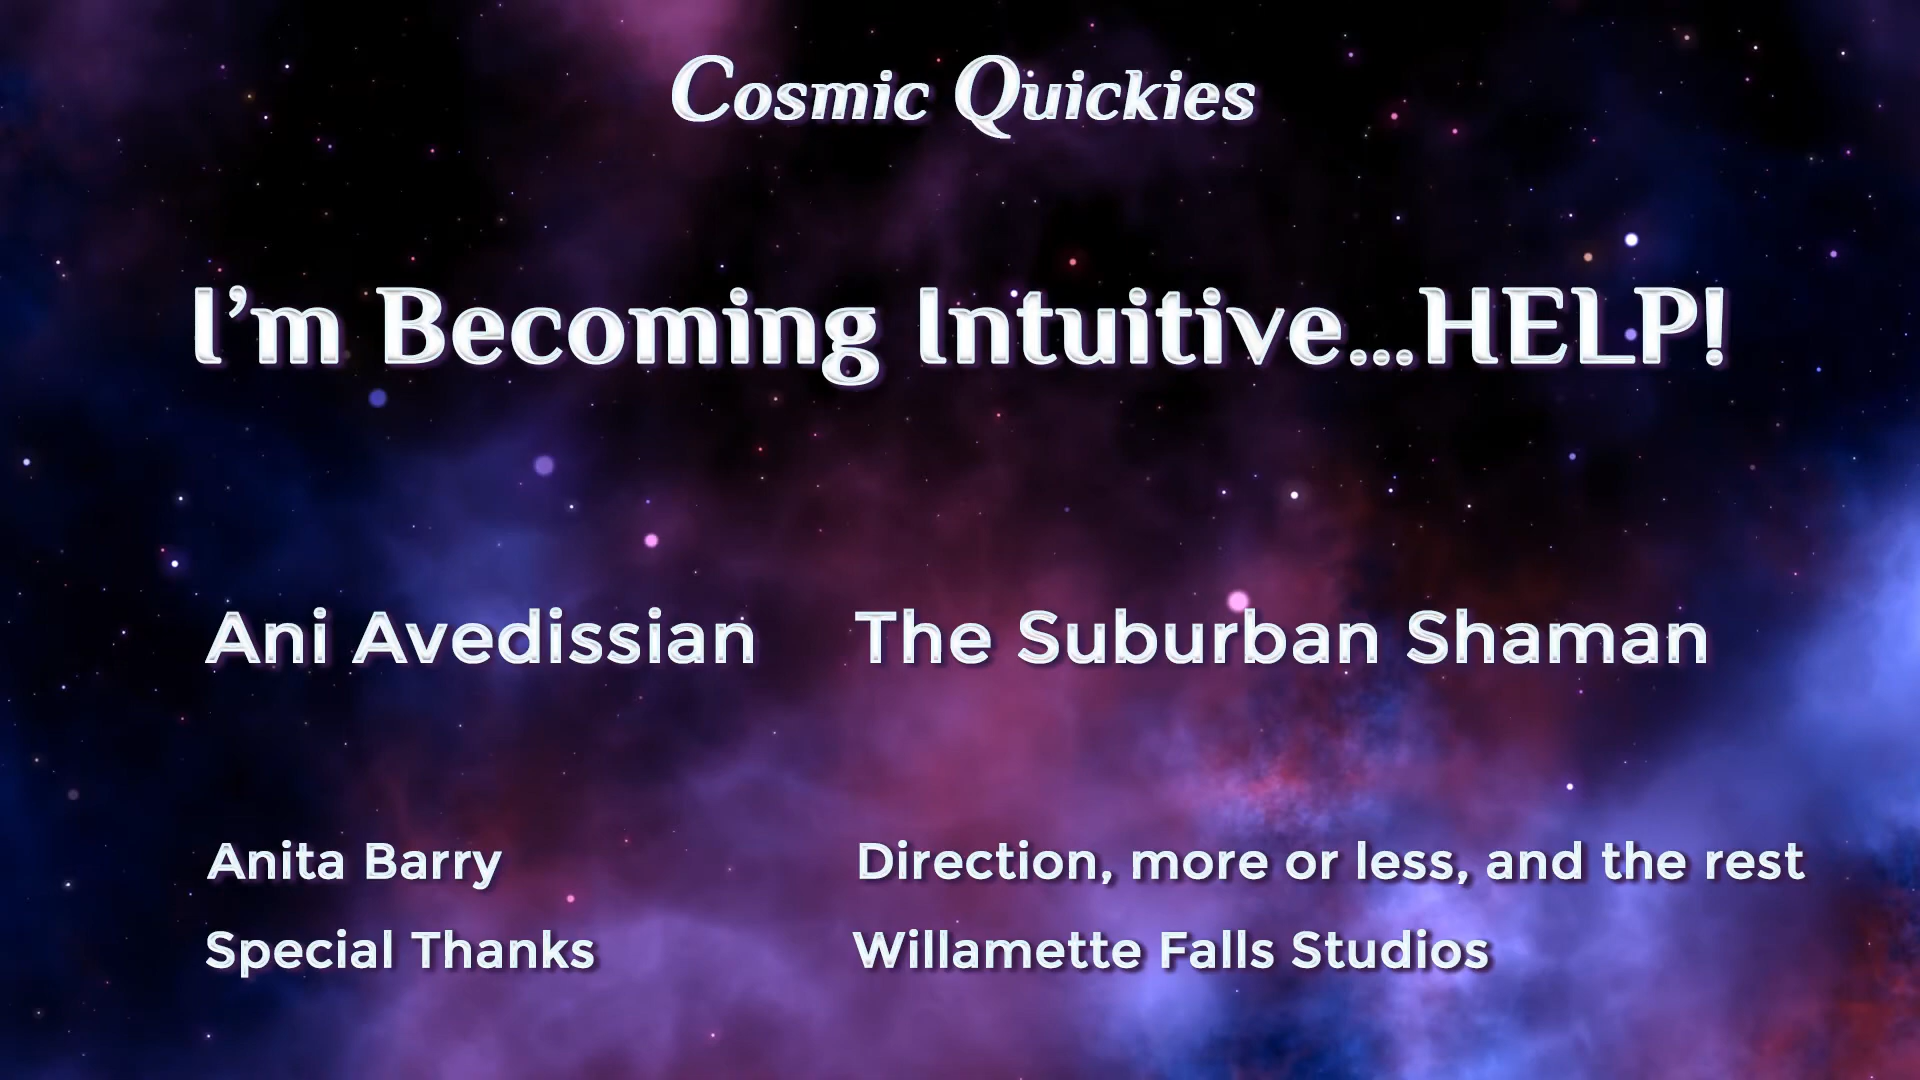 Cosmic Quickies
I’m Becoming Intuitive...HELP!
Ani Avedissian The Suburban Shaman
Anita Barry Direction, more or less, and the rest
Special Thanks Willamette Falls Studios